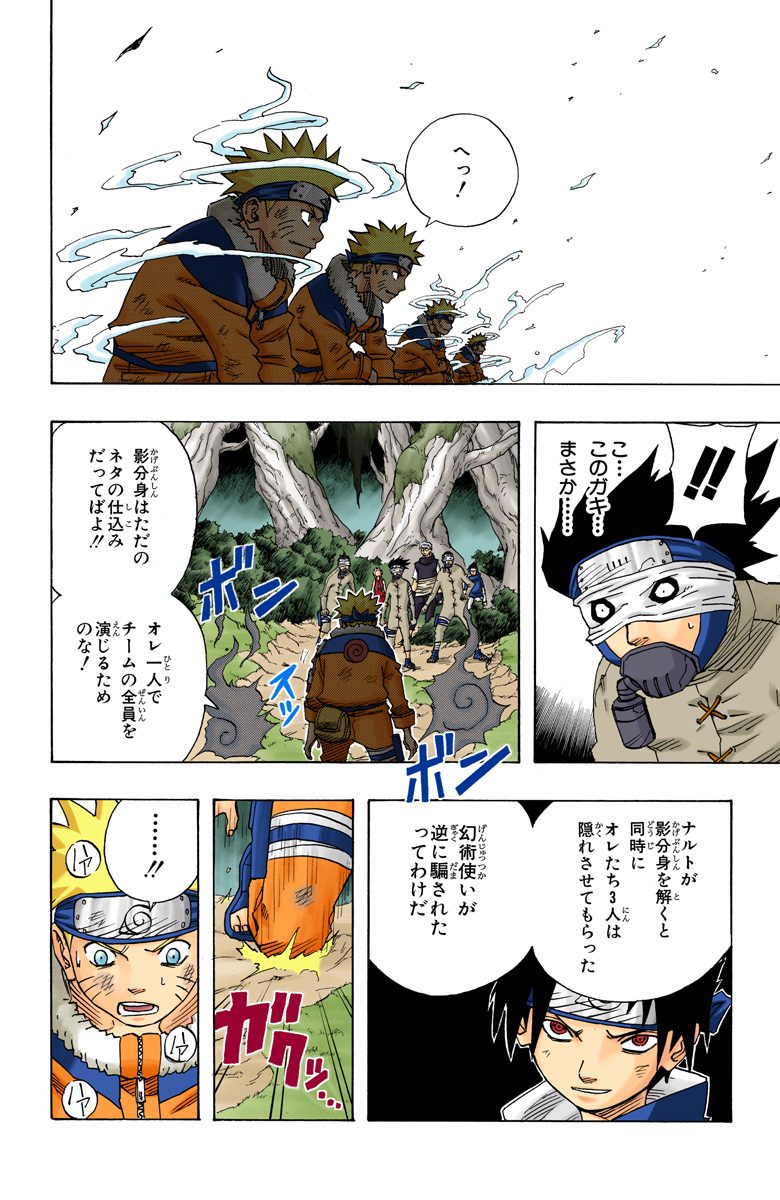 へっ！
！！
こ…
このガキ…
まさか……
影分身はただの
ネタの仕込み
だってばよ！！
オレ一人で
チームの全員を
演じるため
のな！
ボン
スッ
ボン
ナルトが
影分身を解くと
同時に
オレたち3人は
隠れさせてもらった
幻術使いが
逆に騙された
ってわけだ
ガクッ…
……!!
ハァ
ハァ
ハァ